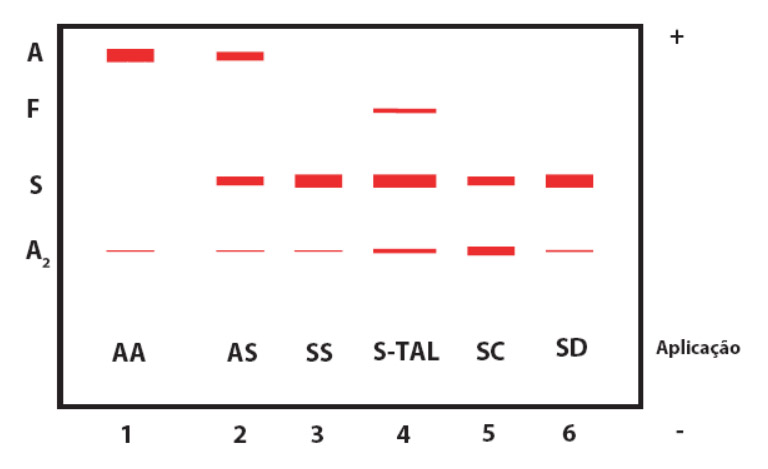 A
+
F
S
A₂
AA AS SS S-TAL SC SD Aplicação
1 2 3 4 5 6 -